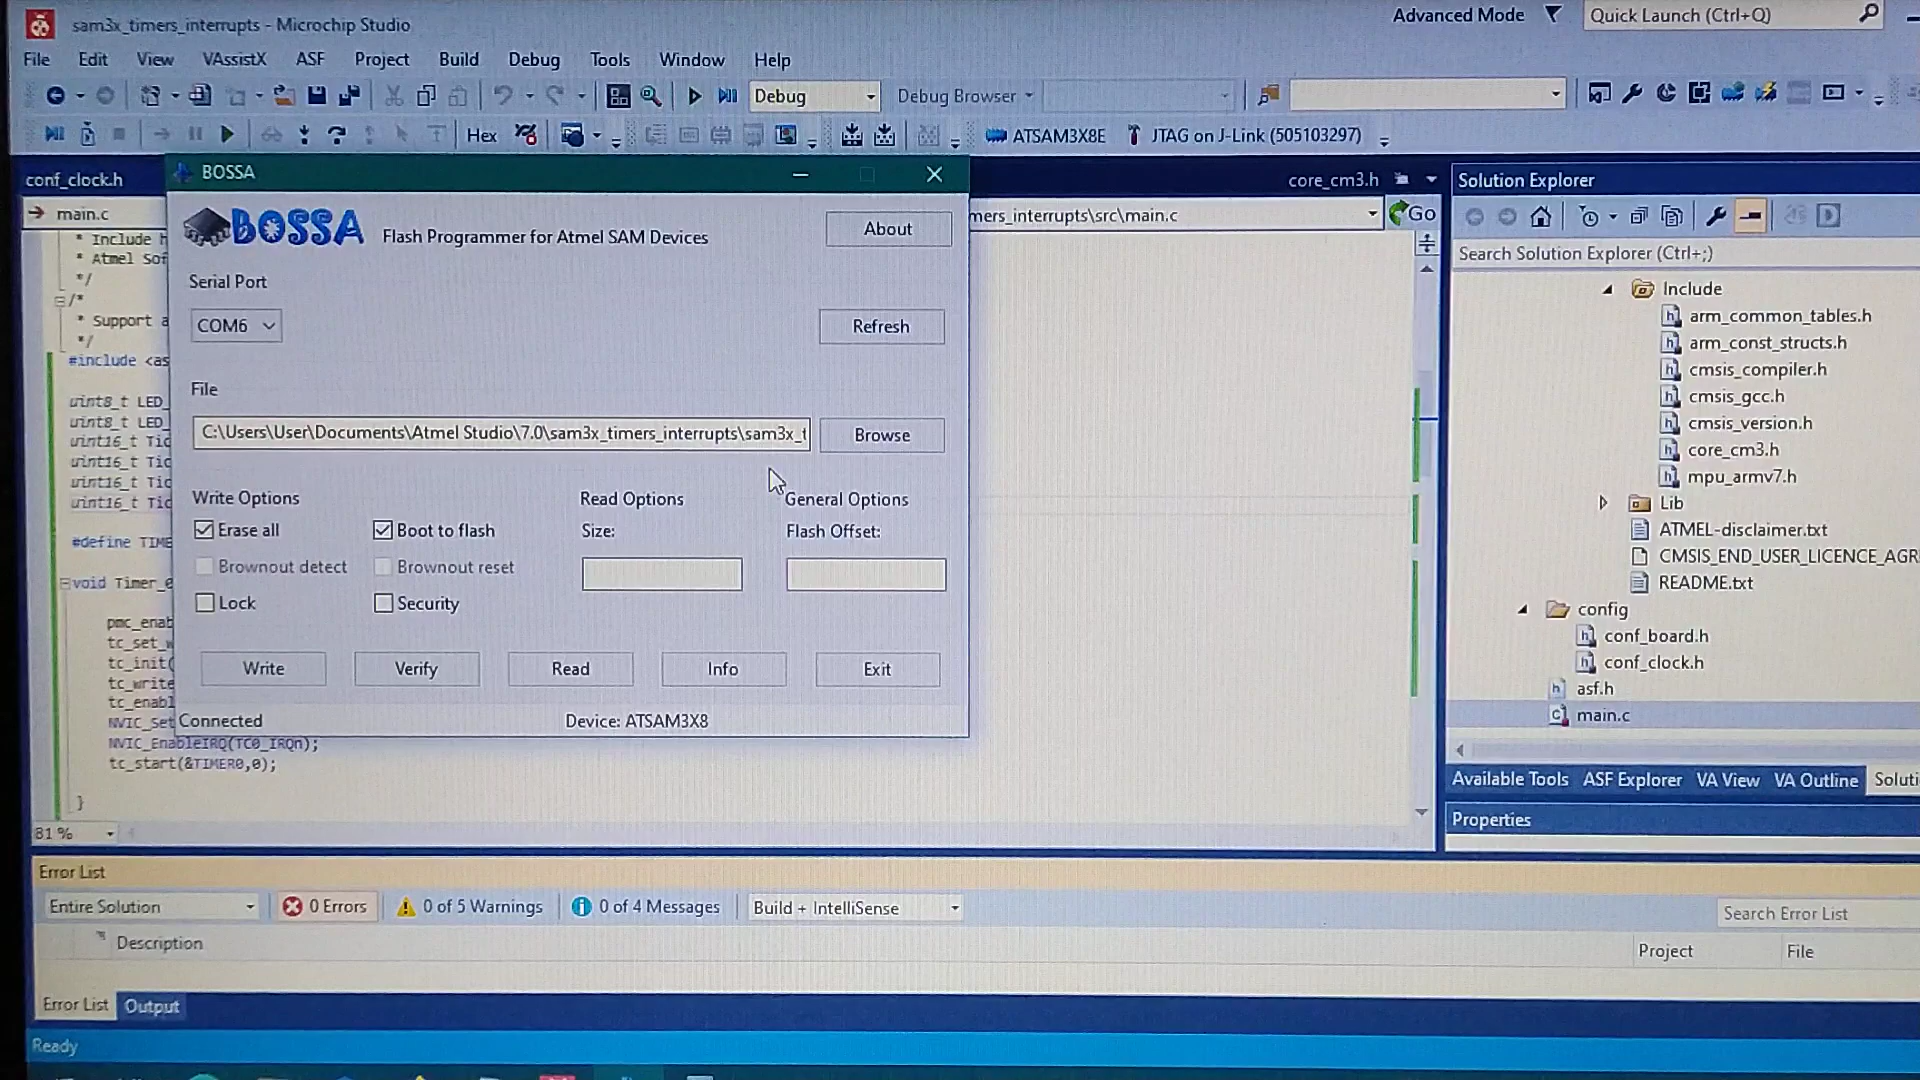 sam3x_timers_interrupts - Microchip Studio
Advanced Mode
Quick Launch (Ctrl+Q)
File Edit View VAssistX ASF Project Build Debug Tools Window Help
Debug
Debug Browser
Hex
ATSAM3X8E
JTAG on J-Link (505103297)
conf_clock.h
core_cm3.h
main.c
mers_interrupts\src\main.c
Go
* Include h
* Atmel Sof
*/
/*
* Support a
*/
#include <as
uint8_t LED_
uint8_t LED_
uint16_t Tic
uint16_t Tic
uint16_t Tic
uint16_t Tic
#define TIME
void Timer_0
pmc_enab
tc_set_w
tc_init(
tc_write
tc_enabl
NVIC_Set
NVIC_EnableIRQ(TC0_IRQn);
tc_start(&TIMER0,0);
}
81 %
BOSSA
BOSSA
Flash Programmer for Atmel SAM Devices
About
Serial Port
COM6
Refresh
File
C:\Users\User\Documents\Atmel Studio\7.0\sam3x_timers_interrupts\sam3x_t
Browse
Write Options
Read Options
General Options
Erase all
Boot to flash
Size:
Flash Offset:
Brownout detect
Brownout reset
Lock
Security
Write
Verify
Read
Info
Exit
Connected
Device: ATSAM3X8
Solution Explorer
Search Solution Explorer (Ctrl+;)
Include
arm_common_tables.h
arm_const_structs.h
cmsis_compiler.h
cmsis_gcc.h
cmsis_version.h
core_cm3.h
mpu_armv7.h
Lib
ATMEL-disclaimer.txt
CMSIS_END_USER_LICENCE_AGR
README.txt
config
conf_board.h
conf_clock.h
asf.h
main.c
Available Tools ASF Explorer VA View VA Outline Soluti
Properties
Error List
Entire Solution
0 Errors
0 of 5 Warnings
0 of 4 Messages
Build + IntelliSense
Search Error List
Description
Project
File
Error List
Output
Ready